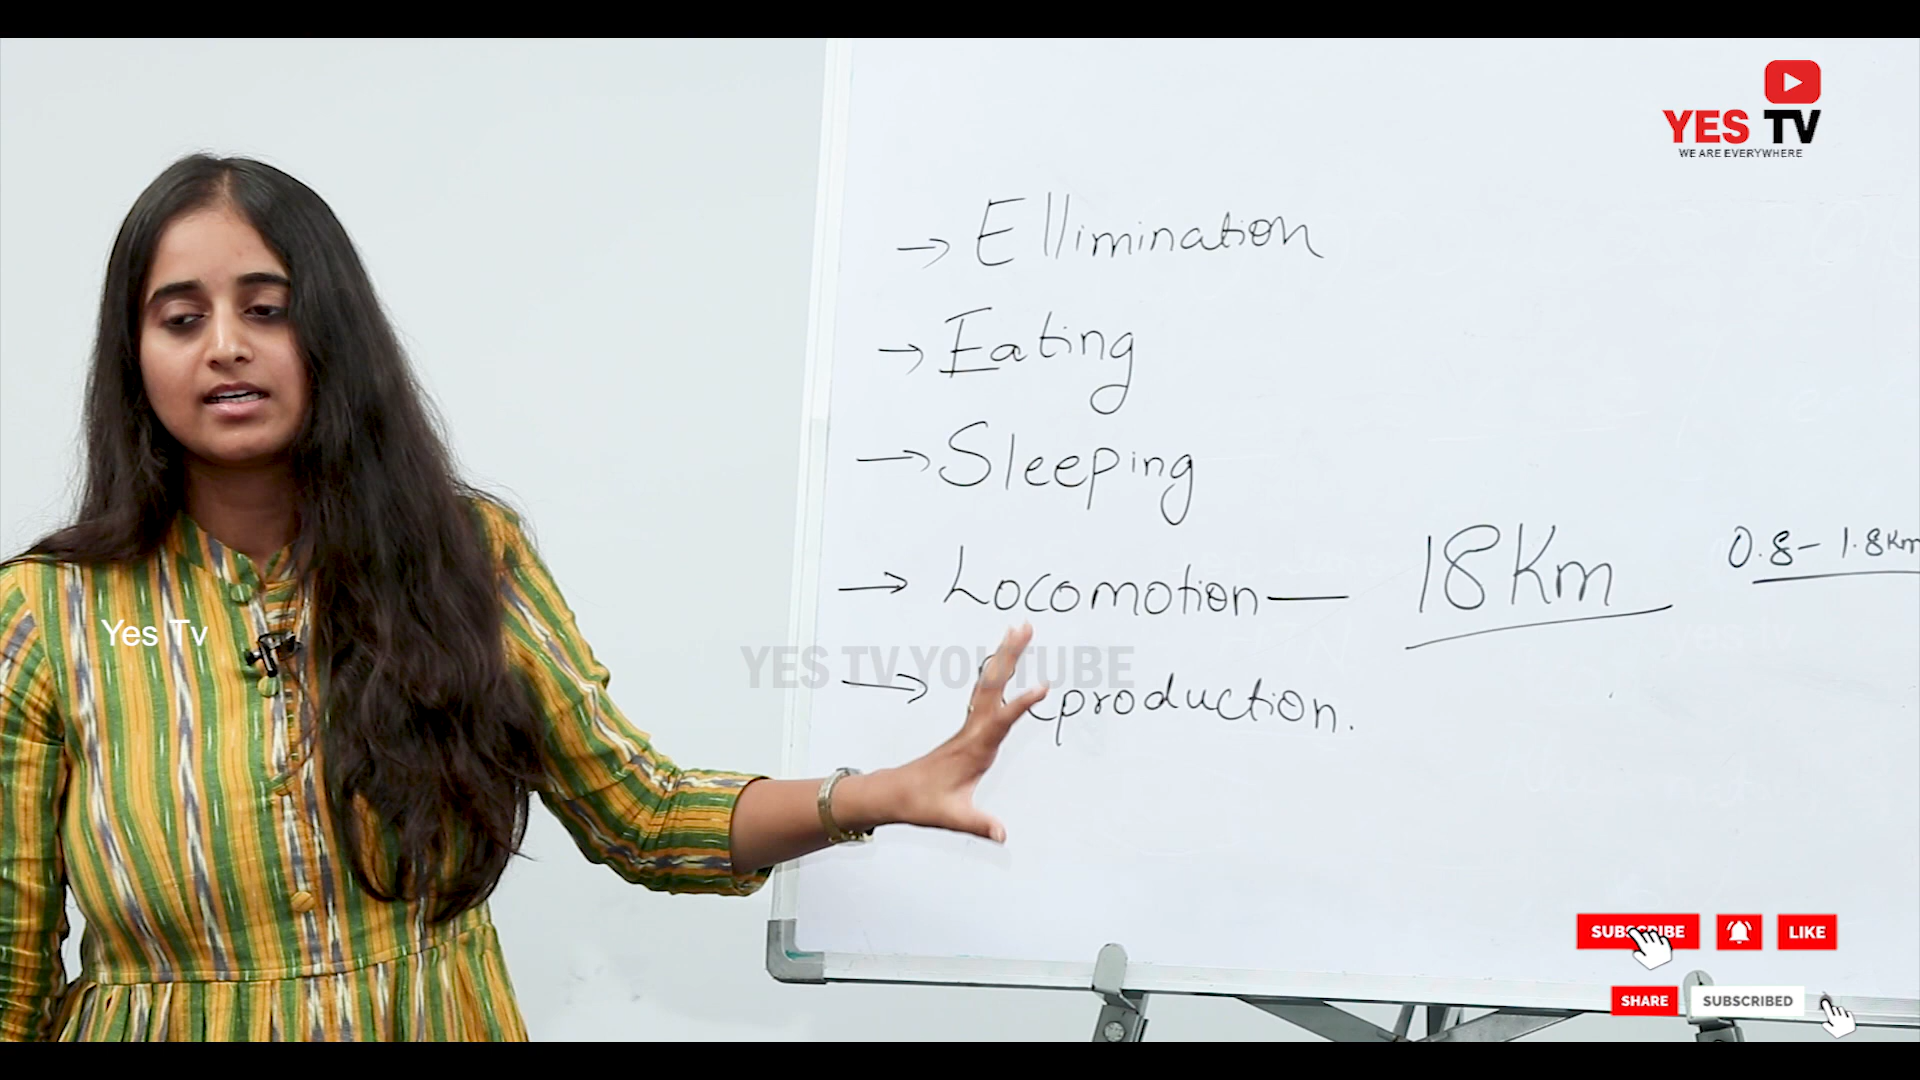 YES TV
WE ARE EVERYWHERE
→ Ellimination
→ Eating
→ Sleeping
→ Locomotion — 18 Km 0.8 - 1.8 Km
→ Reproduction.
Yes Tv
YES TV YOUTUBE
SUBSCRIBE LIKE
SHARE SUBSCRIBED